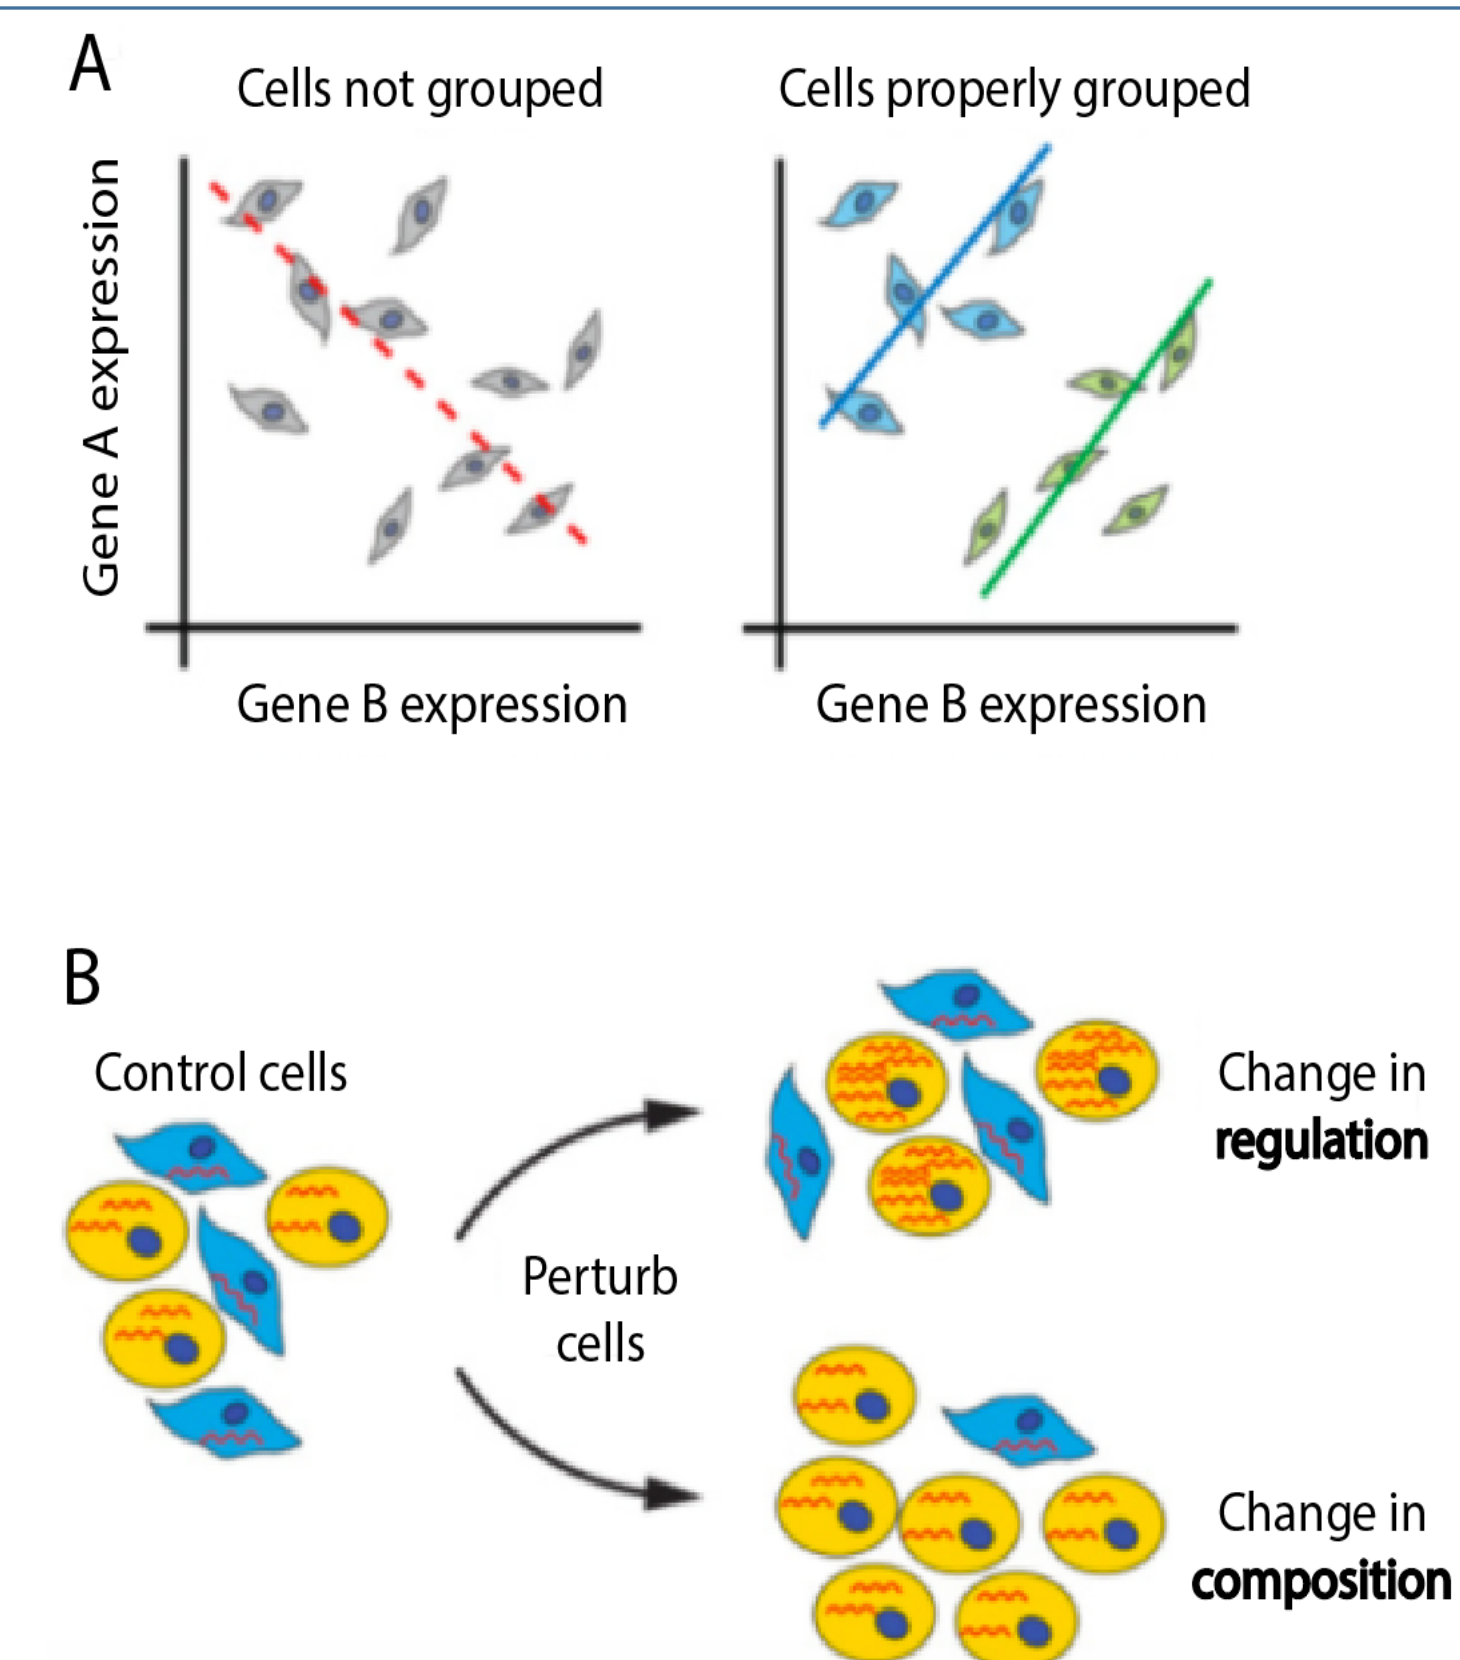 A
Cells not grouped
Cells properly grouped
Gene A expression
Gene B expression
Gene B expression
B
Control cells
Perturb
cells
Change in
regulation
Change in
composition